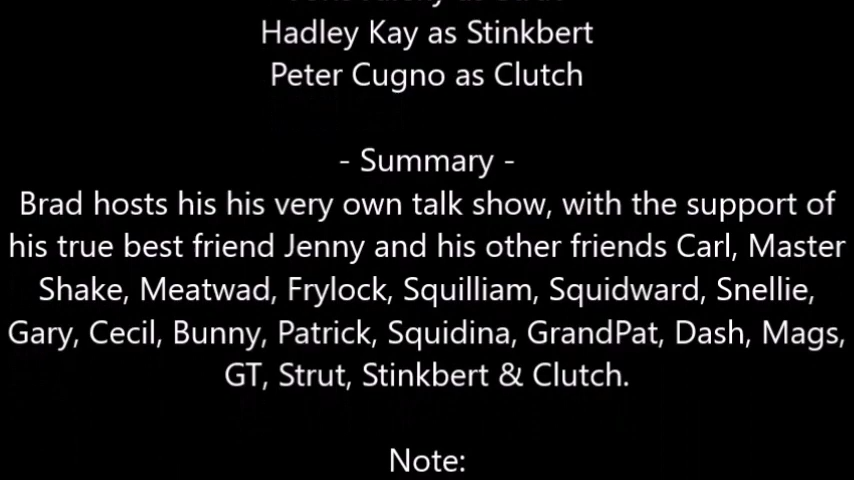 Hadley Kay as Stinkbert
Peter Cugno as Clutch
- Summary -
Brad hosts his his very own talk show, with the support of
his true best friend Jenny and his other friends Carl, Master
Shake, Meatwad, Frylock, Squilliam, Squidward, Snellie,
Gary, Cecil, Bunny, Patrick, Squidina, GrandPat, Dash, Mags,
GT, Strut, Stinkbert & Clutch.
Note: